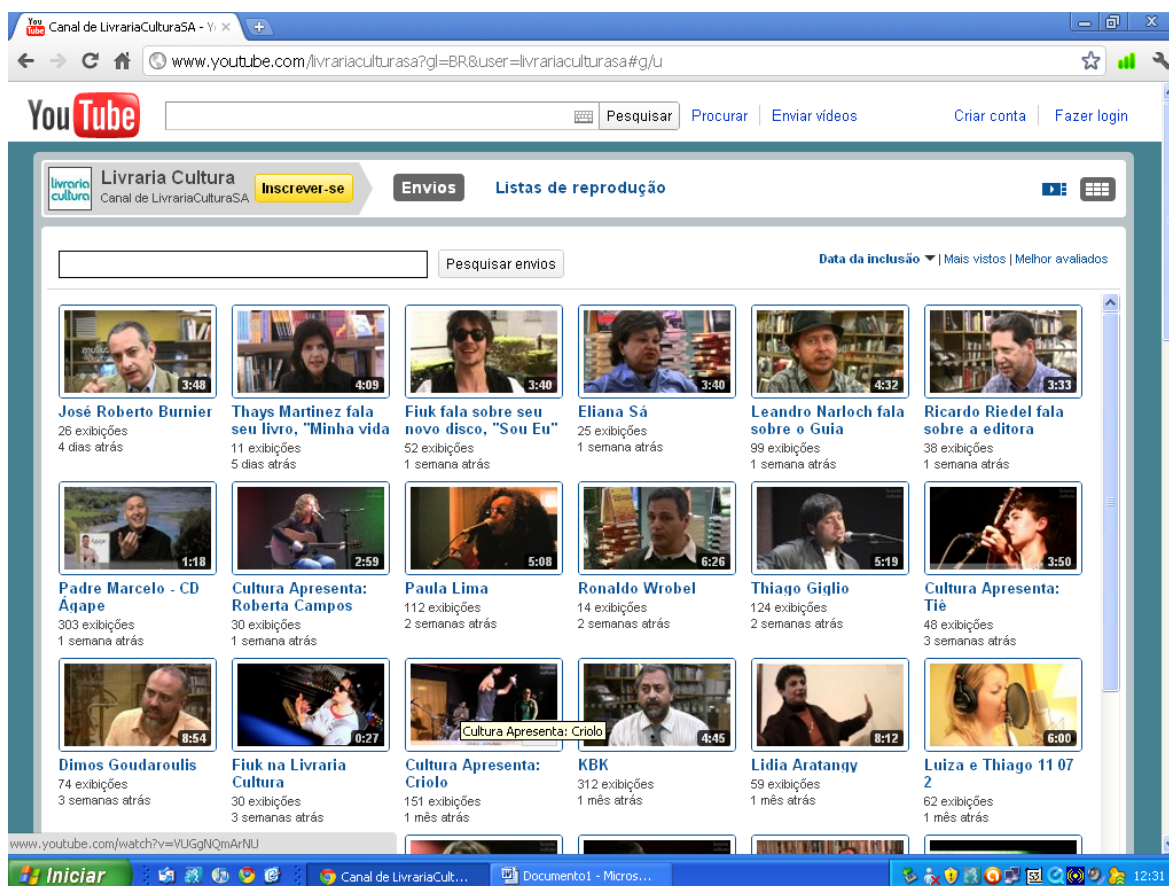 Canal de LivrariaCulturaSA - Y
www.youtube.com/livrariaculturasa?gl=BR&user=livrariaculturasa#g/u
YouTube
Pesquisar
Procurar | Enviar vídeos
Criar conta | Fazer login
livraria cultura
Livraria Cultura
Canal de LivrariaCulturaSA
Inscrever-se
Envios
Listas de reprodução
Pesquisar envios
Data da inclusão ▼ | Mais vistos | Melhor avaliados
3:48
José Roberto Burnier
26 exibições
4 dias atrás
4:09
Thays Martinez fala
seu livro, "Minha vida
11 exibições
5 dias atrás
3:40
Fiuk fala sobre seu
novo disco, "Sou Eu"
52 exibições
1 semana atrás
3:40
Eliana Sá
25 exibições
1 semana atrás
4:32
Leandro Narloch fala
sobre o Guia
99 exibições
1 semana atrás
3:33
Ricardo Riedel fala
sobre a editora
38 exibições
1 semana atrás
1:18
Padre Marcelo - CD
Ágape
303 exibições
1 semana atrás
2:59
Cultura Apresenta:
Roberta Campos
30 exibições
1 semana atrás
5:08
Paula Lima
112 exibições
2 semanas atrás
6:26
Ronaldo Wrobel
14 exibições
2 semanas atrás
5:19
Thiago Giglio
124 exibições
2 semanas atrás
3:50
Cultura Apresenta:
Tiê
48 exibições
3 semanas atrás
8:54
Dimos Goudaroulis
74 exibições
3 semanas atrás
0:27
Fiuk na Livraria
Cultura
30 exibições
3 semanas atrás
Cultura Apresenta: Criolo
Cultura Apresenta:
Criolo
151 exibições
1 mês atrás
4:45
KBK
312 exibições
1 mês atrás
8:12
Lidia Aratangy
59 exibições
1 mês atrás
6:00
Luiza e Thiago 11 07
2
62 exibições
1 mês atrás
www.youtube.com/watch?v=VUGgNQmArNU
Iniciar
Canal de LivrariaCult...
Documento1 - Micros...
12:31